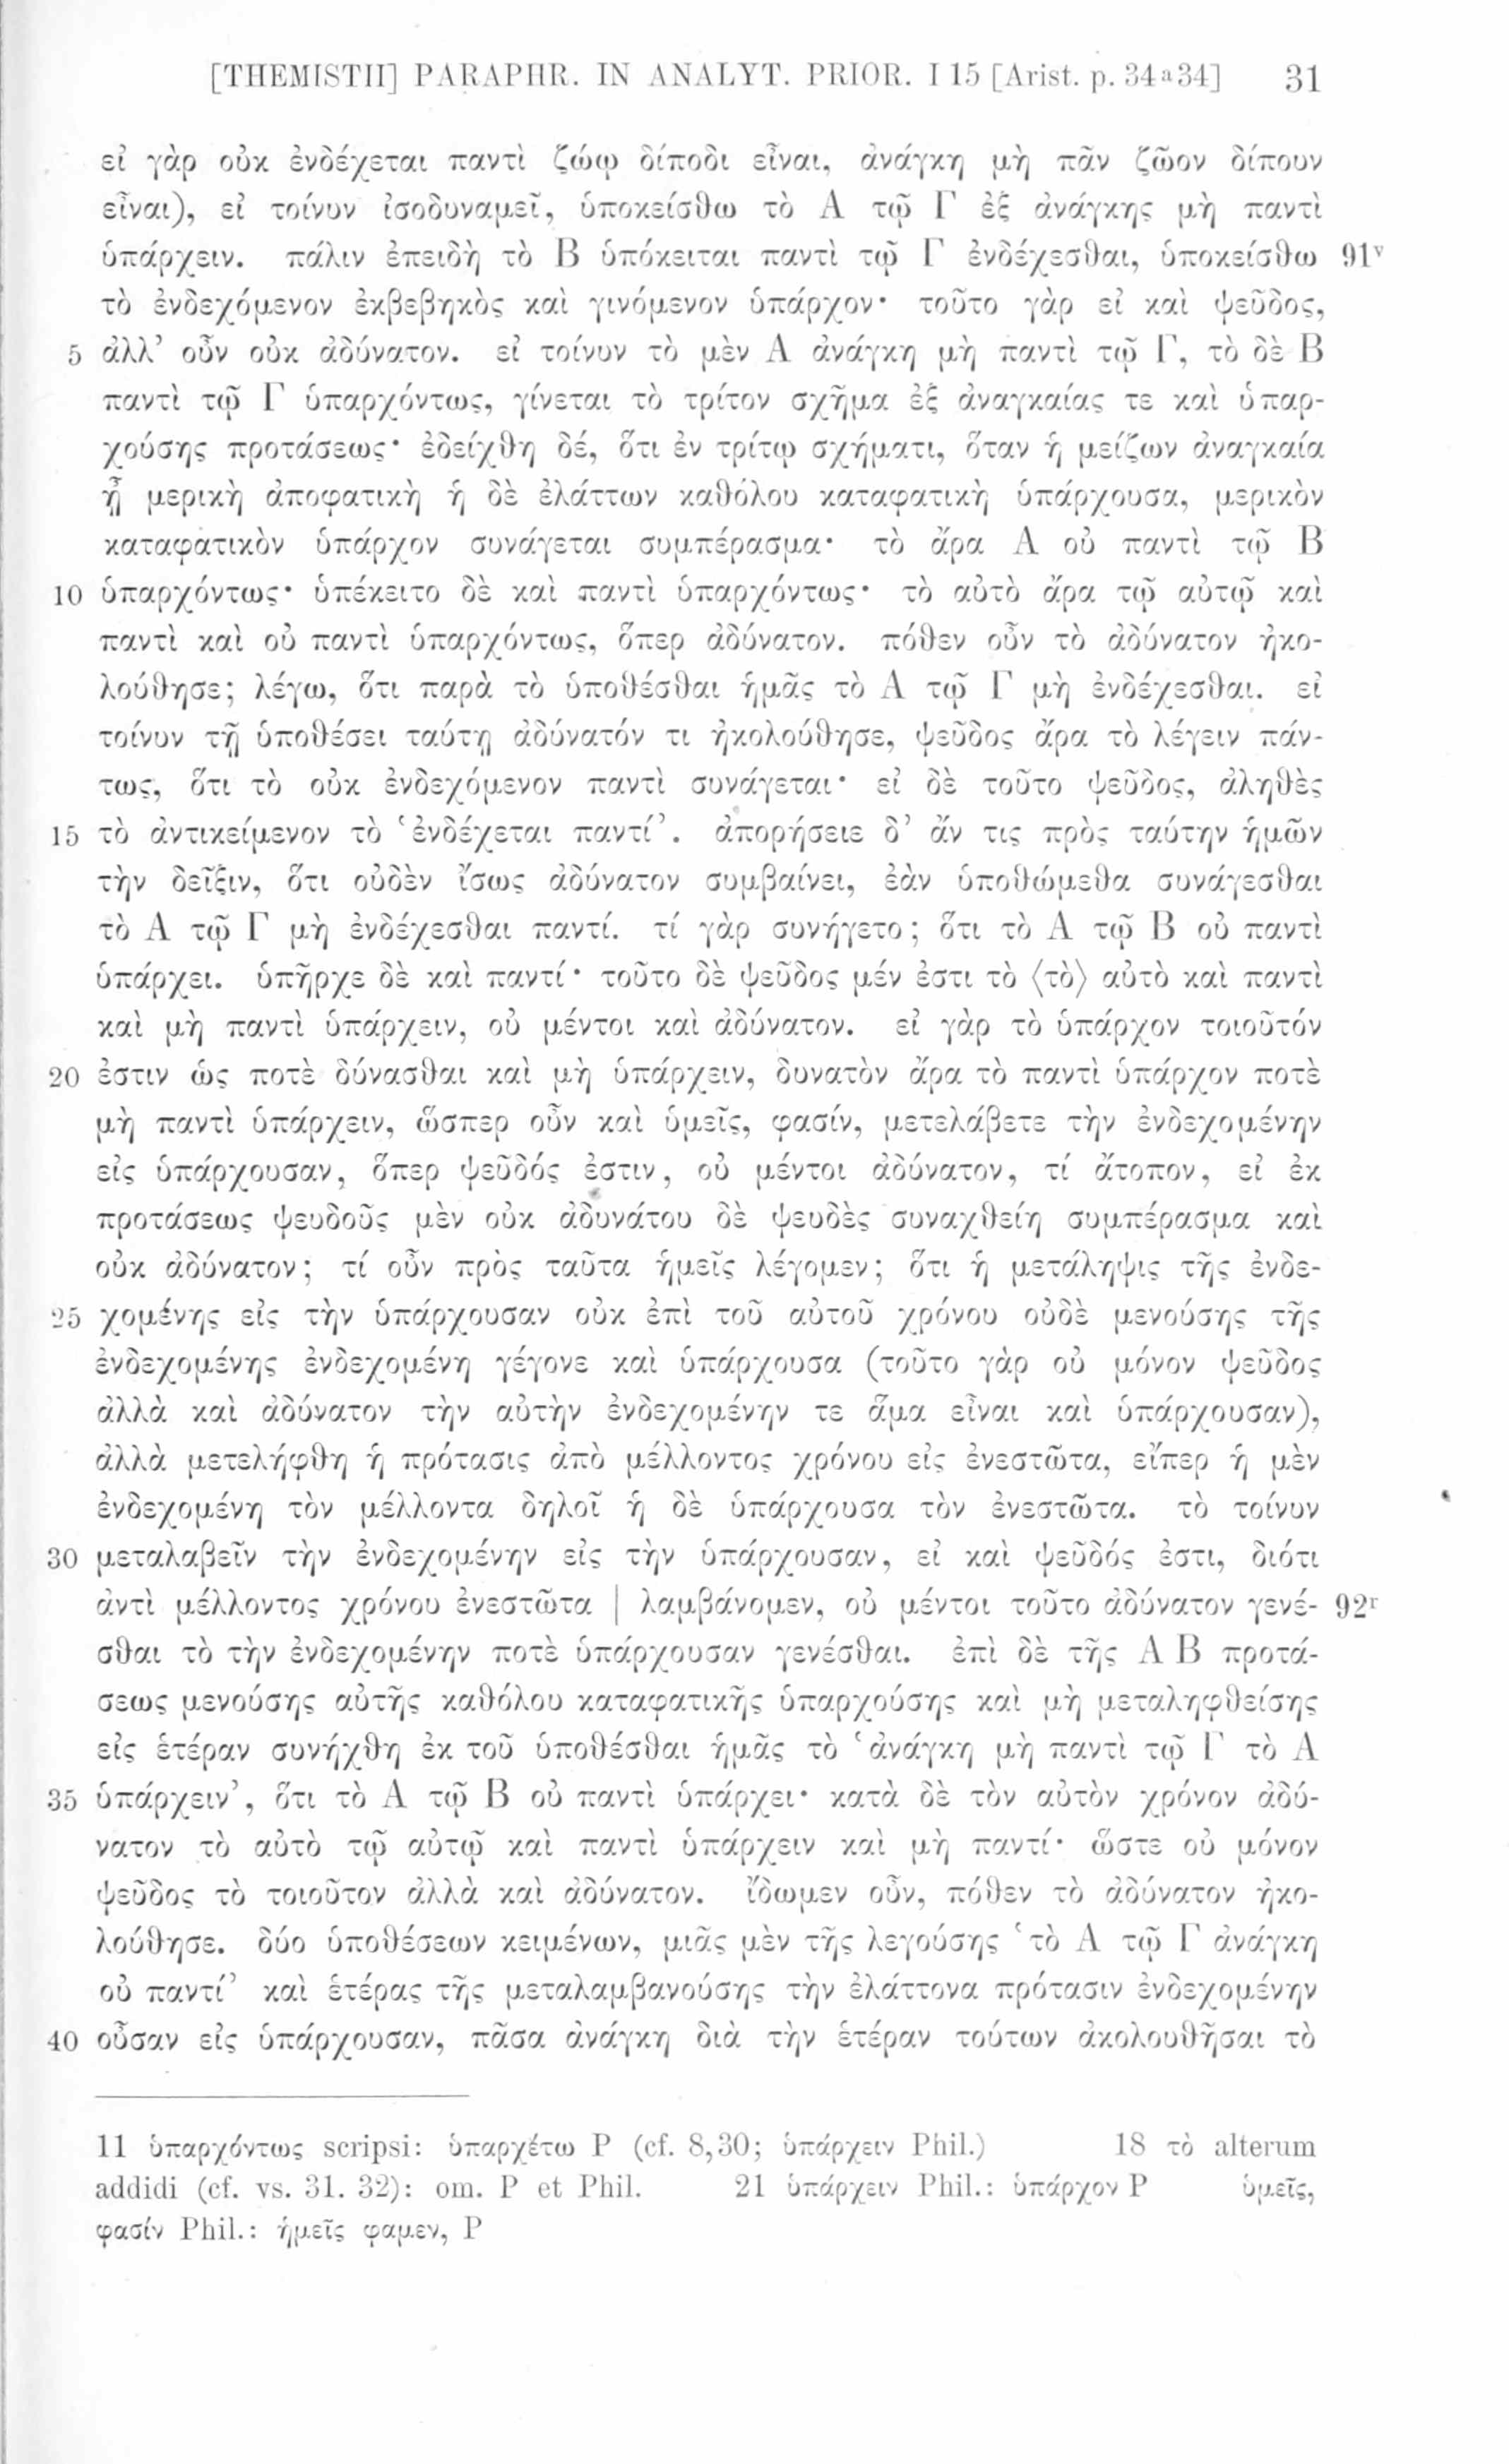 [THEMISTII] PARAPHR. IN ANALYT. PRIOR. I 15 [Arist. p. 34ᵃ34] 31
εἰ γὰρ οὐκ ἐνδέχεται παντὶ ζώῳ δίποδι εἶναι, ἀνάγκη μὴ πᾶν ζῶον δίπουν
εἶναι), εἰ τοίνυν ἰσοδυναμεῖ, ὑποκείσθω τὸ Α τῷ Γ ἐξ ἀνάγκης μὴ παντὶ
ὑπάρχειν. πάλιν ἐπειδὴ τὸ Β ὑπόκειται παντὶ τῷ Γ ἐνδέχεσθαι, ὑποκείσθω 91ᵛ
τὸ ἐνδεχόμενον ἐκβεβηκὸς καὶ γινόμενον ὑπάρχον· τοῦτο γὰρ εἰ καὶ ψεῦδος,
5 ἀλλ’ οὖν οὐκ ἀδύνατον. εἰ τοίνυν τὸ μὲν Α ἀνάγκη μὴ παντὶ τῷ Γ, τὸ δὲ Β
παντὶ τῷ Γ ὑπαρχόντως, γίνεται τὸ τρίτον σχῆμα ἐξ ἀναγκαίας τε καὶ ὑπαρ-
χούσης προτάσεως· ἐδείχθη δέ, ὅτι ἐν τρίτῳ σχήματι, ὅταν ἡ μείζων ἀναγκαία
ᾖ μερικὴ ἀποφατικὴ ἡ δὲ ἐλάττων καθόλου καταφατικὴ ὑπάρχουσα, μερικὸν
καταφατικὸν ὑπάρχον συνάγεται συμπέρασμα· τὸ ἄρα Α οὐ παντὶ τῷ Β
10 ὑπαρχόντως· ὑπέκειτο δὲ καὶ παντὶ ὑπαρχόντως· τὸ αὐτὸ ἄρα τῷ αὐτῷ καὶ
παντὶ καὶ οὐ παντὶ ὑπαρχόντως, ὅπερ ἀδύνατον. πόθεν οὖν τὸ ἀδύνατον ἠκο-
λούθησε; λέγω, ὅτι παρὰ τὸ ὑποθέσθαι ἡμᾶς τὸ Α τῷ Γ μὴ ἐνδέχεσθαι. εἰ
τοίνυν τῇ ὑποθέσει ταύτῃ ἀδύνατόν τι ἠκολούθησε, ψεῦδος ἄρα τὸ λέγειν πάν-
τως, ὅτι τὸ οὐκ ἐνδεχόμενον παντὶ συνάγεται· εἰ δὲ τοῦτο ψεῦδος, ἀληθὲς
15 τὸ ἀντικείμενον τὸ ‘ἐνδέχεται παντί’. ἀπορήσειε δ’ ἄν τις πρὸς ταύτην ἡμῶν
τὴν δεῖξιν, ὅτι οὐδὲν ἴσως ἀδύνατον συμβαίνει, ἐὰν ὑποθώμεθα συνάγεσθαι
τὸ Α τῷ Γ μὴ ἐνδέχεσθαι παντί. τί γὰρ συνήγετο; ὅτι τὸ Α τῷ Β οὐ παντὶ
ὑπάρχει. ὑπῆρχε δὲ καὶ παντί· τοῦτο δὲ ψεῦδος μέν ἐστι τὸ ⟨τὸ⟩ αὐτὸ καὶ παντὶ
καὶ μὴ παντὶ ὑπάρχειν, οὐ μέντοι καὶ ἀδύνατον. εἰ γὰρ τὸ ὑπάρχον τοιοῦτόν
20 ἐστιν ὡς ποτὲ δύνασθαι καὶ μὴ ὑπάρχειν, δυνατὸν ἄρα τὸ παντὶ ὑπάρχον ποτὲ
μὴ παντὶ ὑπάρχειν, ὥσπερ οὖν καὶ ὑμεῖς, φασίν, μετελάβετε τὴν ἐνδεχομένην
εἰς ὑπάρχουσαν, ὅπερ ψεῦδός ἐστιν, οὐ μέντοι ἀδύνατον, τί ἄτοπον, εἰ ἐκ
προτάσεως ψευδοῦς μὲν οὐκ ἀδυνάτου δὲ ψευδὲς συναχθείη συμπέρασμα καὶ
οὐκ ἀδύνατον; τί οὖν πρὸς ταῦτα ἡμεῖς λέγομεν; ὅτι ἡ μετάληψις τῆς ἐνδε-
25 χομένης εἰς τὴν ὑπάρχουσαν οὐκ ἐπὶ τοῦ αὐτοῦ χρόνου οὐδὲ μενούσης τῆς
ἐνδεχομένης ἐνδεχομένη γέγονε καὶ ὑπάρχουσα (τοῦτο γὰρ οὐ μόνον ψεῦδος
ἀλλὰ καὶ ἀδύνατον τὴν αὐτὴν ἐνδεχομένην τε ἅμα εἶναι καὶ ὑπάρχουσαν),
ἀλλὰ μετελήφθη ἡ πρότασις ἀπὸ μέλλοντος χρόνου εἰς ἐνεστῶτα, εἴπερ ἡ μὲν
ἐνδεχομένη τὸν μέλλοντα δηλοῖ ἡ δὲ ὑπάρχουσα τὸν ἐνεστῶτα. τὸ τοίνυν
30 μεταλαβεῖν τὴν ἐνδεχομένην εἰς τὴν ὑπάρχουσαν, εἰ καὶ ψεῦδός ἐστι, διότι
ἀντὶ μέλλοντος χρόνου ἐνεστῶτα | λαμβάνομεν, οὐ μέντοι τοῦτο ἀδύνατον γενέ- 92ʳ
σθαι τὸ τὴν ἐνδεχομένην ποτὲ ὑπάρχουσαν γενέσθαι. ἐπὶ δὲ τῆς Α Β προτά-
σεως μενούσης αὐτῆς καθόλου καταφατικῆς ὑπαρχούσης καὶ μὴ μεταληφθείσης
εἰς ἑτέραν συνήχθη ἐκ τοῦ ὑποθέσθαι ἡμᾶς τὸ ‘ἀνάγκη μὴ παντὶ τῷ Γ τὸ Α
35 ὑπάρχειν’, ὅτι τὸ Α τῷ Β οὐ παντὶ ὑπάρχει· κατὰ δὲ τὸν αὐτὸν χρόνον ἀδύ-
νατον τὸ αὐτὸ τῷ αὐτῷ καὶ παντὶ ὑπάρχειν καὶ μὴ παντί· ὥστε οὐ μόνον
ψεῦδος τὸ τοιοῦτον ἀλλὰ καὶ ἀδύνατον. ἴδωμεν οὖν, πόθεν τὸ ἀδύνατον ἠκο-
λούθησε. δύο ὑποθέσεων κειμένων, μιᾶς μὲν τῆς λεγούσης ‘τὸ Α τῷ Γ ἀνάγκη
οὐ παντί’ καὶ ἑτέρας τῆς μεταλαμβανούσης τὴν ἐλάττονα πρότασιν ἐνδεχομένην
40 οὖσαν εἰς ὑπάρχουσαν, πᾶσα ἀνάγκη διὰ τὴν ἑτέραν τούτων ἀκολουθῆσαι τὸ
11 ὑπαρχόντως scripsi: ὑπαρχέτω P (cf. 8,30; ὑπάρχειν Phil.) 18 τὸ alterum
addidi (cf. vs. 31. 32): om. P et Phil. 21 ὑπάρχειν Phil.: ὑπάρχον P ὑμεῖς,
φασίν Phil.: ἡμεῖς φαμεν, P